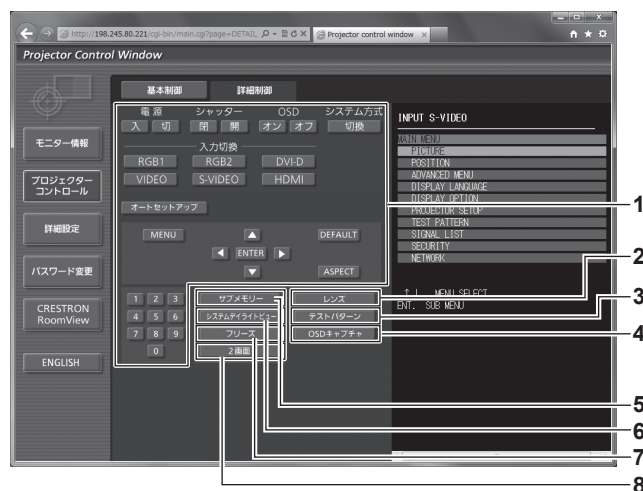 http://198.245.80.221/cgi-bin/main.cgi?page=DETAIL_
Projector control window
Projector Control Window
基本制御 詳細制御
電源 シャッター OSD システム方式
入 切 閉 開 オン オフ 切換
入力切換
RGB1 RGB2 DVI-D
VIDEO S-VIDEO HDMI
オートセットアップ
MENU DEFAULT
ENTER
ASPECT
1 2 3 サブメモリー レンズ
4 5 6 システムデイライトビュー テストパターン
7 8 9 フリーズ OSDキャプチャ
0 2画面
モニター情報
プロジェクター
コントロール
詳細設定
パスワード変更
CRESTRON
RoomView
ENGLISH
INPUT S-VIDEO
MAIN MENU
PICTURE
POSITION
ADVANCED MENU
DISPLAY LANGUAGE
DISPLAY OPTION
PROJECTOR SETUP
TEST PATTERN
SIGNAL LIST
SECURITY
NETWORK
MENU SELECT
ENT. SUB MENU
1
2
3
4
5
6
7
8